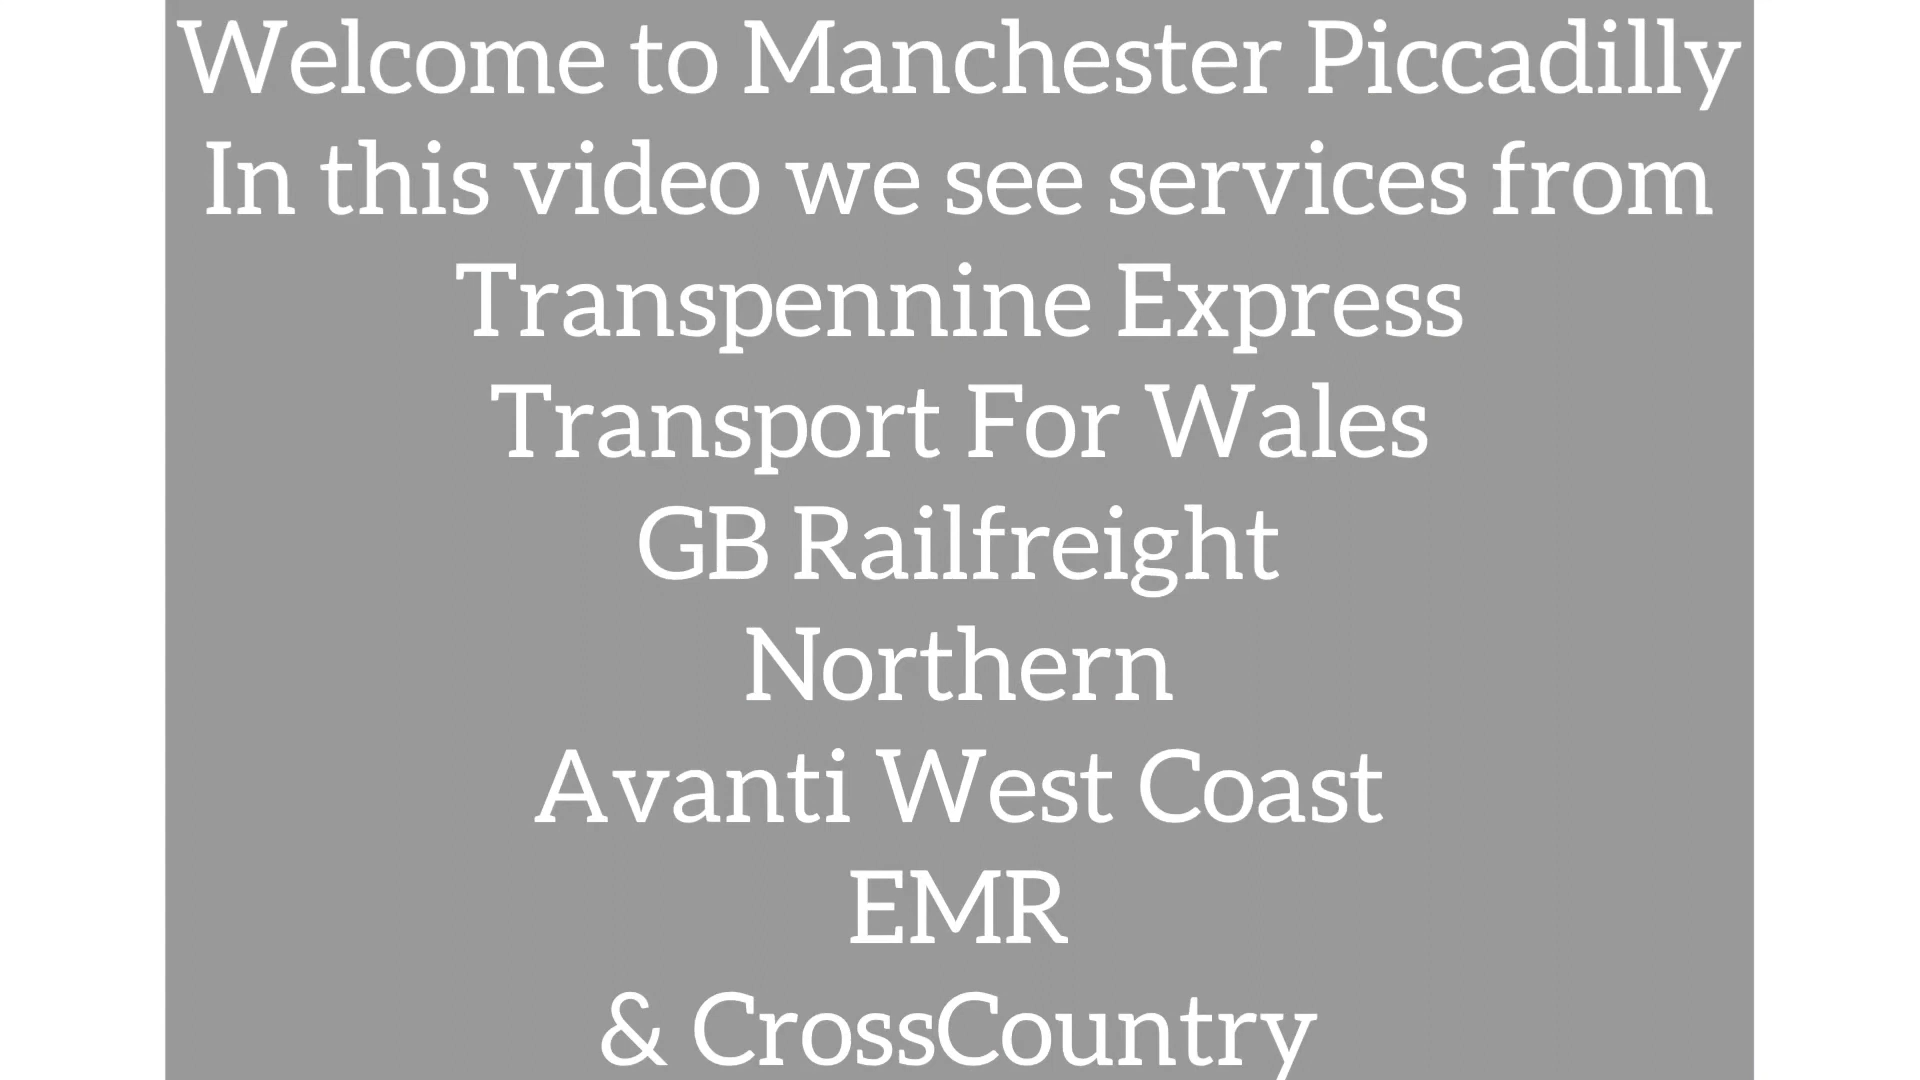 Welcome to Manchester Piccadilly
In this video we see services from
Transpennine Express
Transport For Wales
GB Railfreight
Northern
Avanti West Coast
EMR
& CrossCountry